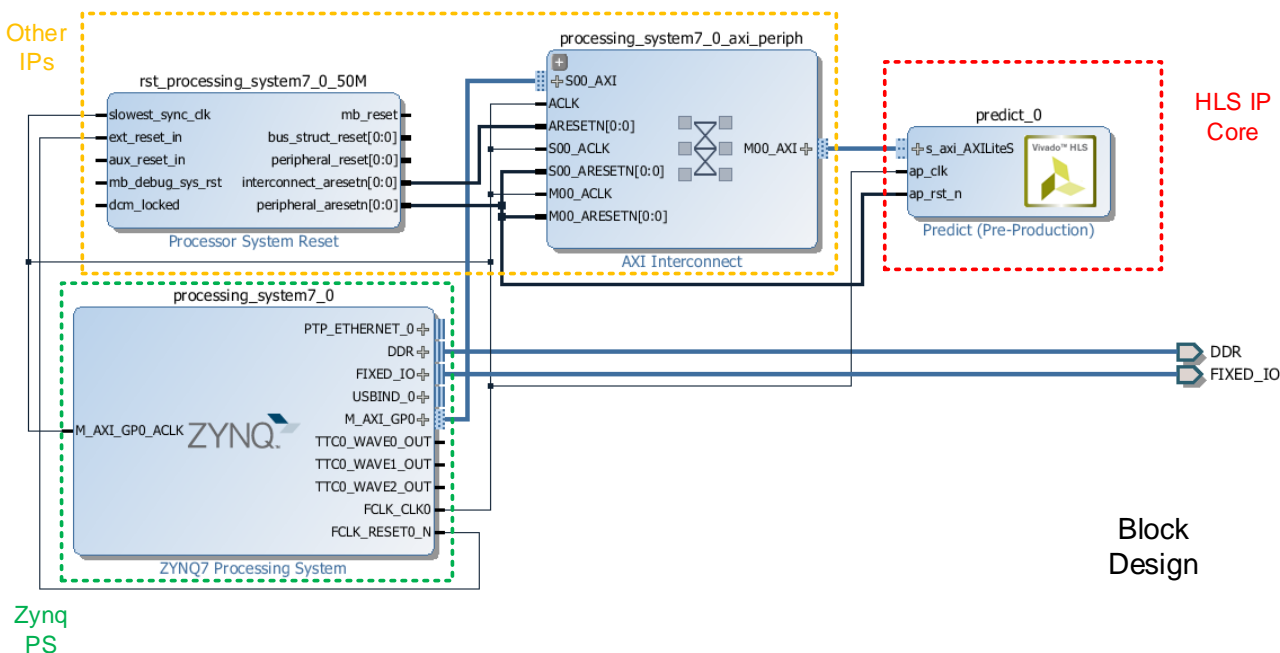 Other
IPs
rst_processing_system7_0_50M
slowest_sync_clk
ext_reset_in
aux_reset_in
mb_debug_sys_rst
dcm_locked
mb_reset
bus_struct_reset[0:0]
peripheral_reset[0:0]
interconnect_aresetn[0:0]
peripheral_aresetn[0:0]
Processor System Reset
processing_system7_0_axi_periph
S00_AXI
ACLK
ARESETN[0:0]
S00_ACLK
S00_ARESETN[0:0]
M00_ACLK
M00_ARESETN[0:0]
M00_AXI
AXI Interconnect
HLS IP
Core
predict_0
s_axi_AXILiteS
ap_clk
ap_rst_n
Vivado™ HLS
Predict (Pre-Production)
processing_system7_0
M_AXI_GP0_ACLK
ZYNQ
PTP_ETHERNET_0
DDR
FIXED_IO
USBIND_0
M_AXI_GP0
TTC0_WAVE0_OUT
TTC0_WAVE1_OUT
TTC0_WAVE2_OUT
FCLK_CLK0
FCLK_RESET0_N
ZYNQ7 Processing System
DDR
FIXED_IO
Block
Design
Zynq
PS